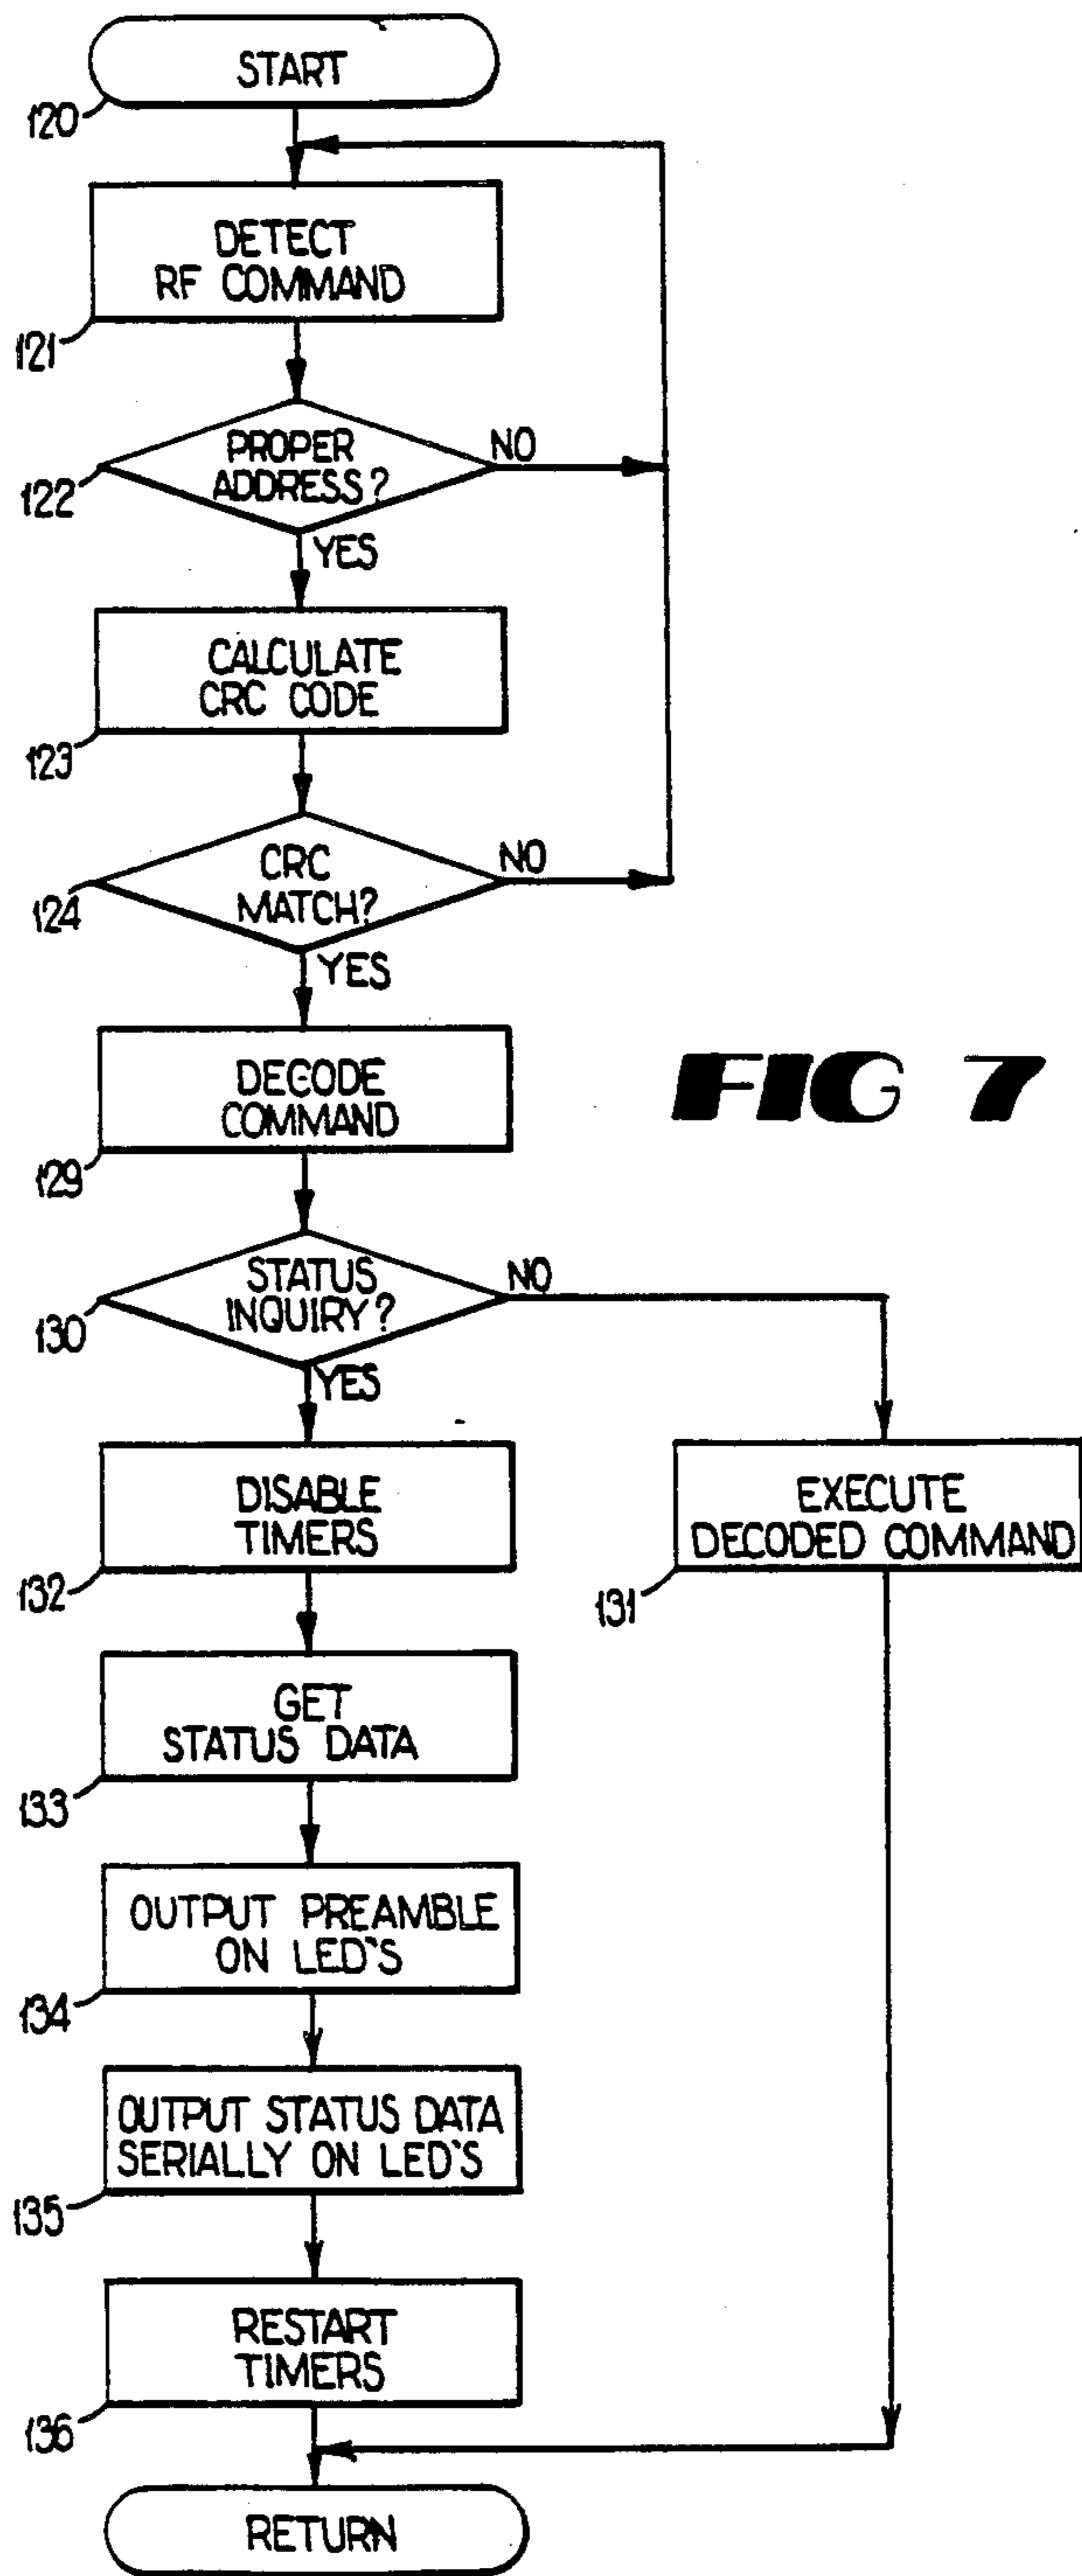 START
120
DETECT
RF COMMAND
121
PROPER
ADDRESS?
NO
122
YES
CALCULATE
CRC CODE
123
CRC
MATCH?
NO
124
YES
DECODE
COMMAND
129
FIG 7
STATUS
INQUIRY?
NO
130
YES
DISABLE
TIMERS
132
EXECUTE
DECODED COMMAND
131
GET
STATUS DATA
133
OUTPUT PREAMBLE
ON LED'S
134
OUTPUT STATUS DATA
SERIALLY ON LED'S
135
RESTART
TIMERS
136
RETURN